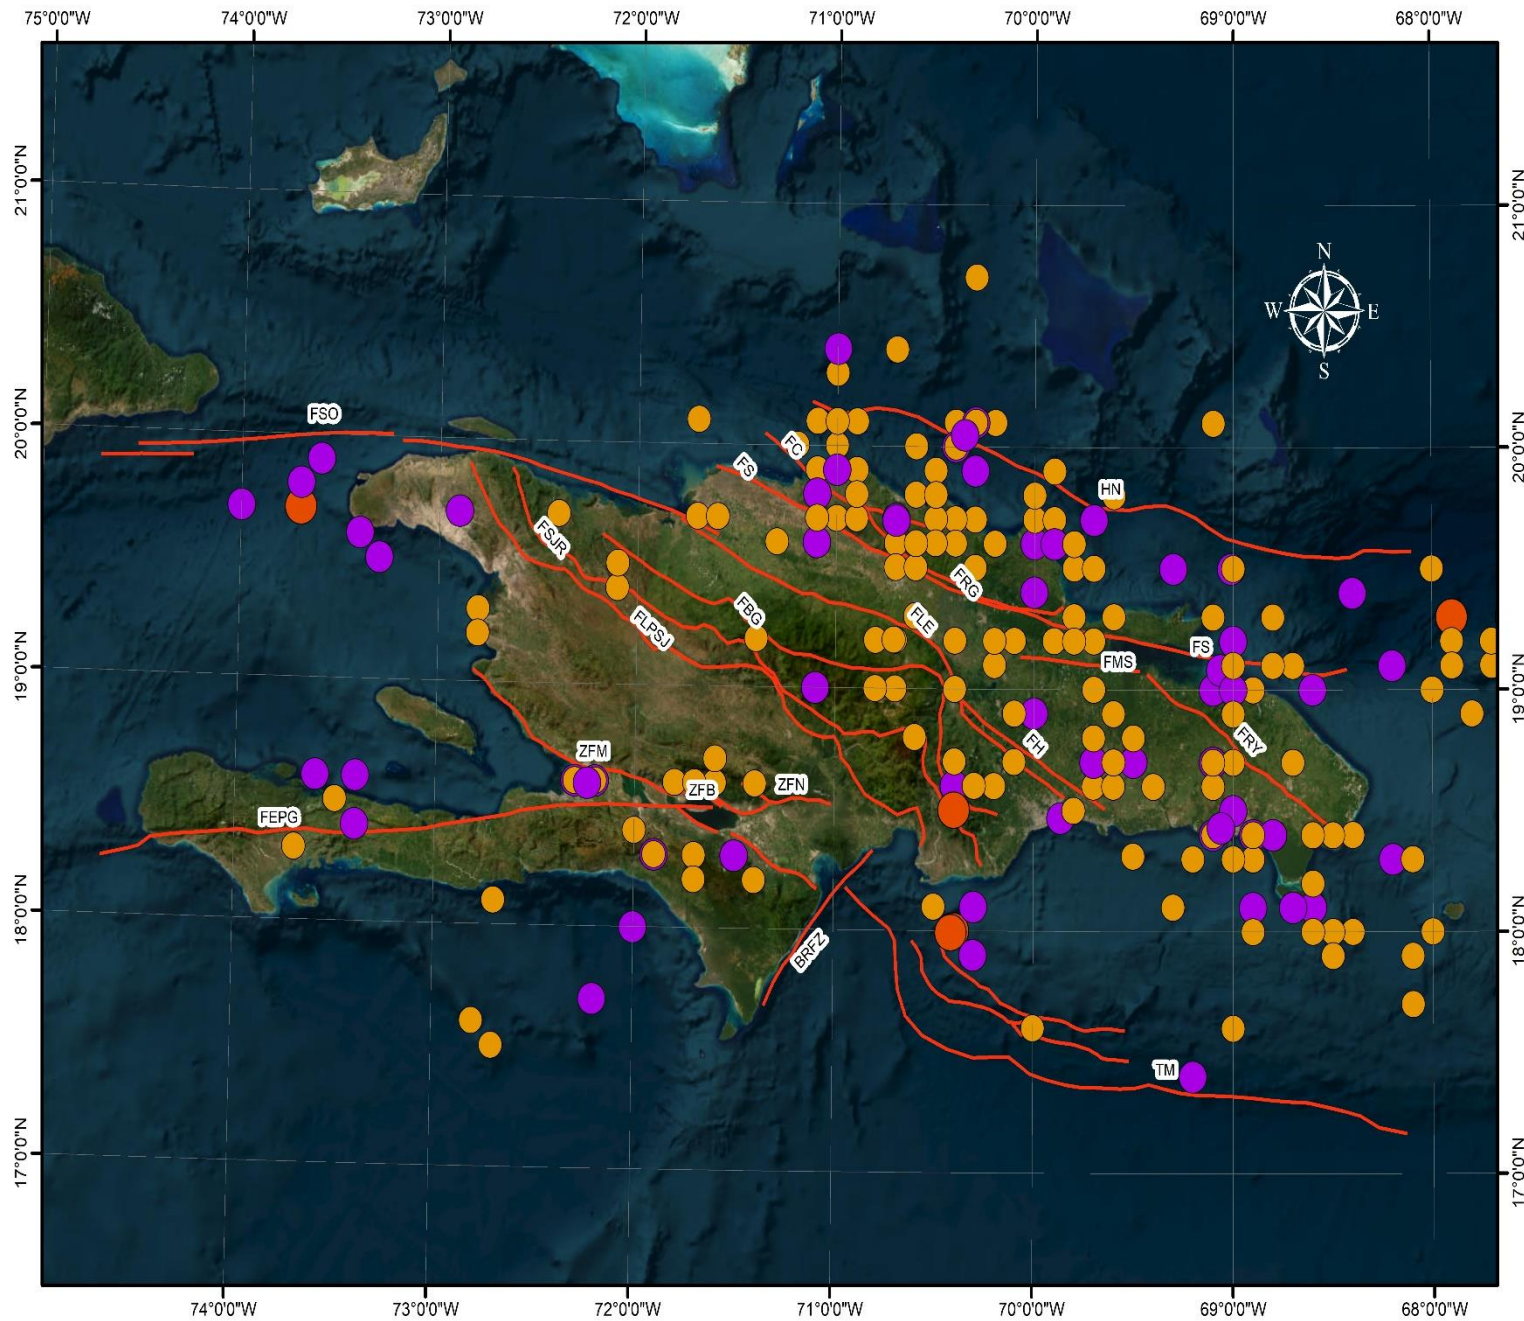 75°0'0"W 74°0'0"W 73°0'0"W 72°0'0"W 71°0'0"W 70°0'0"W 69°0'0"W 68°0'0"W
21°0'0"N
21°0'0"N
N
W E
S
FSO
20°0'0"N
20°0'0"N
FC
FS
HN
FSJR
FRG
FBG
FLE
FLPSJ
FS
FMS
19°0'0"N
19°0'0"N
FRY
FH
ZFM
ZFN
ZFB
FEPG
18°0'0"N
18°0'0"N
BRFZ
TM
17°0'0"N
17°0'0"N
74°0'0"W 73°0'0"W 72°0'0"W 71°0'0"W 70°0'0"W 69°0'0"W 68°0'0"W